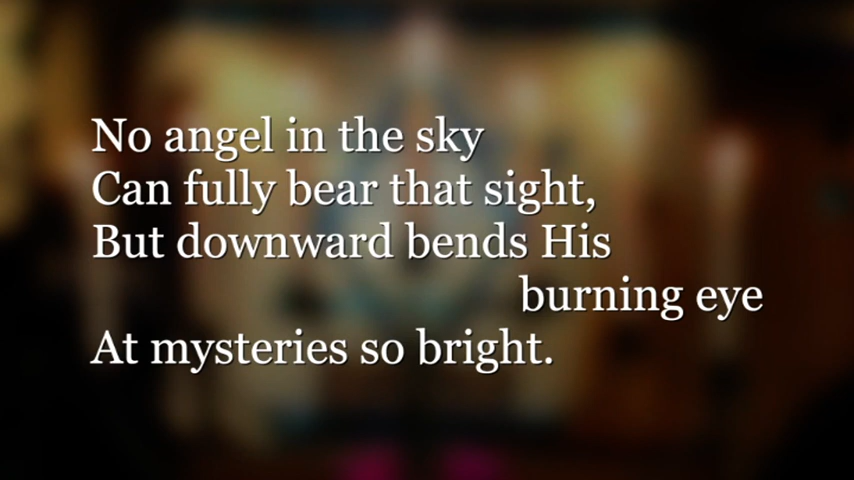 No angel in the sky
Can fully bear that sight,
But downward bends His
burning eye
At mysteries so bright.